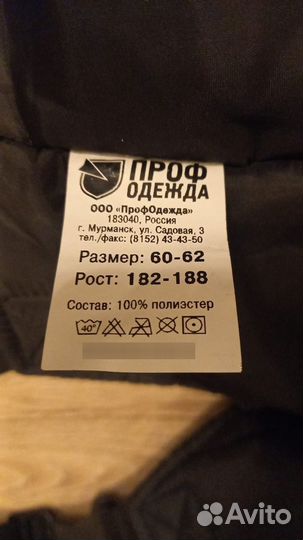 ПРОФ
ОДЕЖДА
ООО «ПрофОдежда»
183040, Россия
г. Мурманск, ул. Садовая, 3
тел./факс: (8152) 43-43-50
Размер: 60-62
Рост: 182-188
Состав: 100% полиэстер
40°
Avito